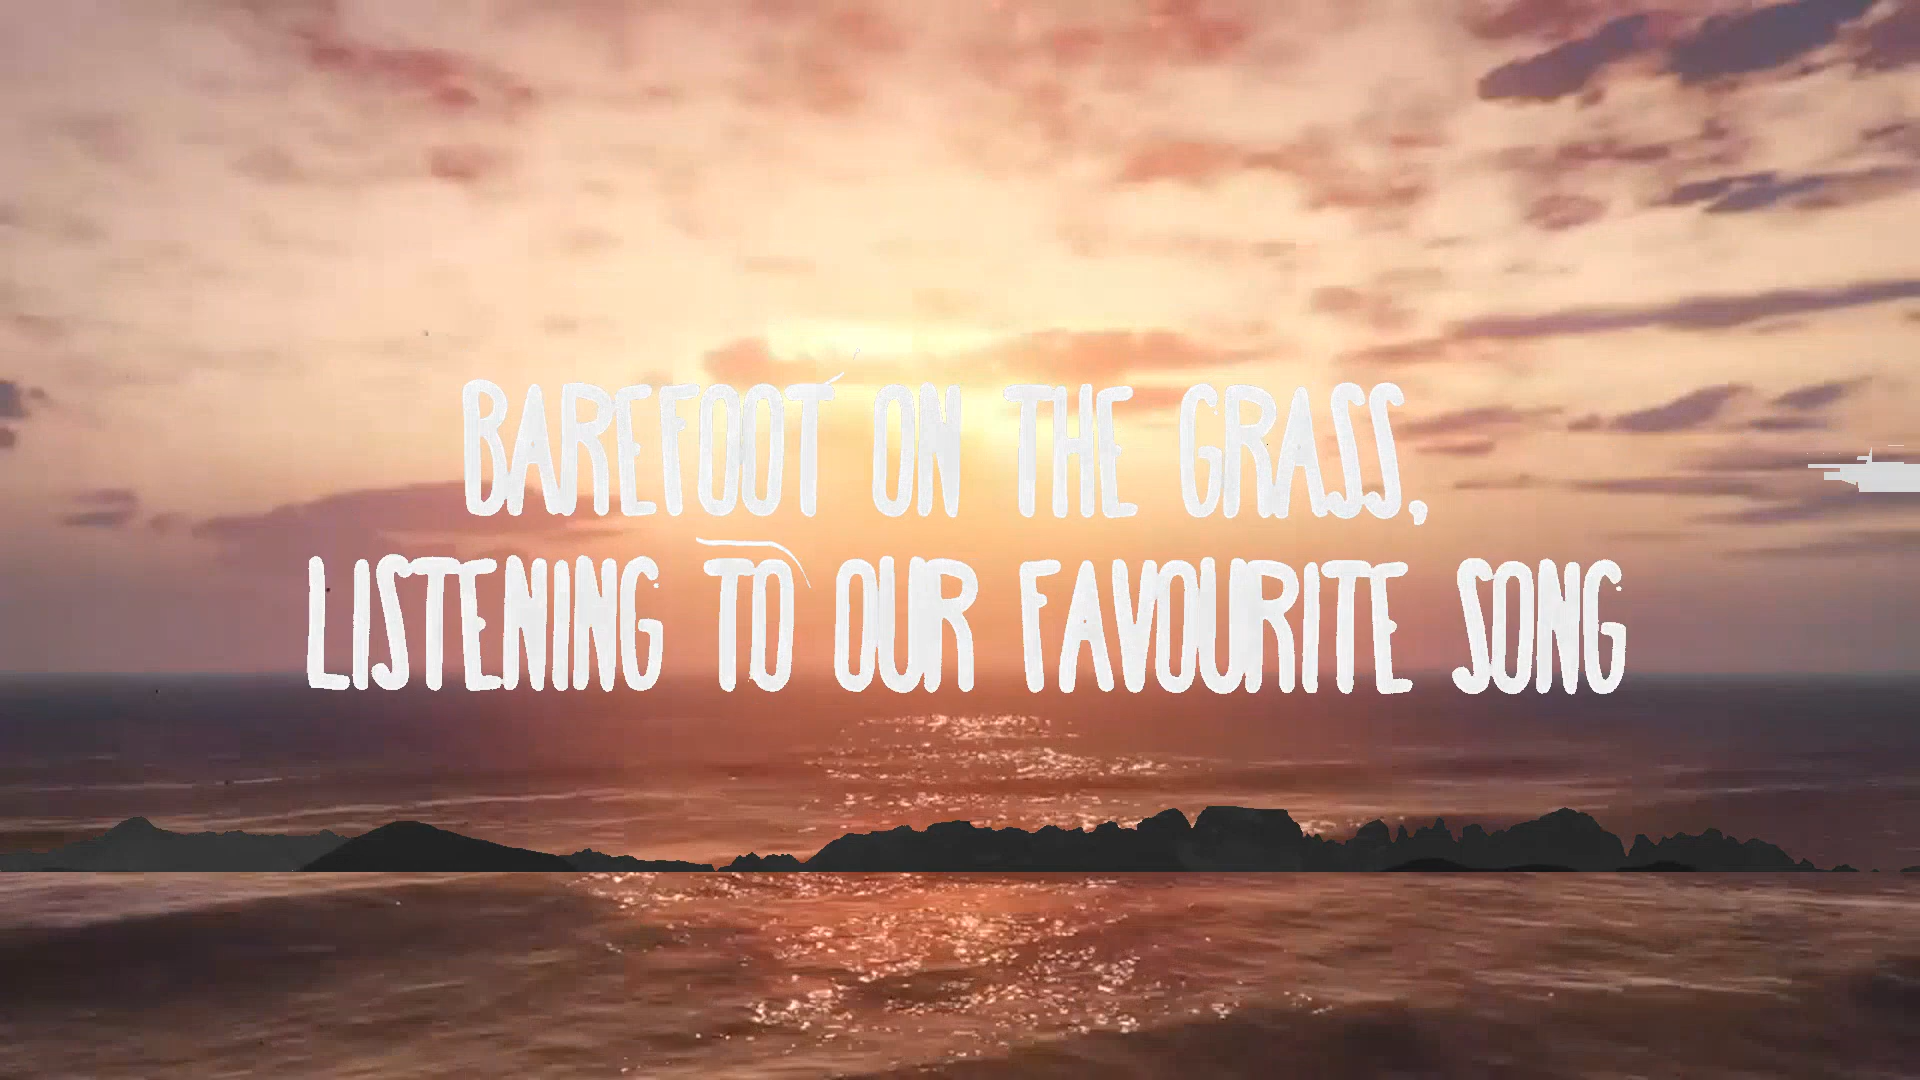 BAREFOOT ON THE GRASS,
LISTENING TO OUR FAVOURITE SONG